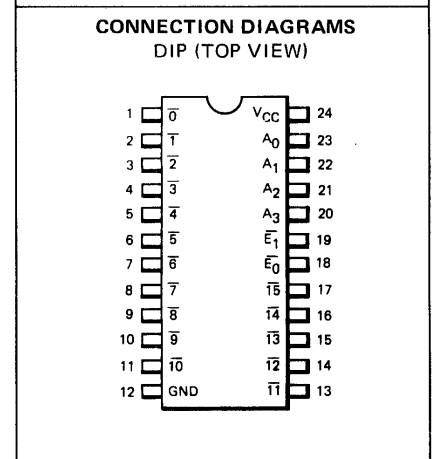 CONNECTION DIAGRAMS
DIP (TOP VIEW)
1 0̅ VCC 24
2 1̅ A0 23
3 2̅ A1 22
4 3̅ A2 21
5 4̅ A3 20
6 5̅ E̅1 19
7 6̅ E̅0 18
8 7̅ 1̅5̅ 17
9 8̅ 1̅4̅ 16
10 9̅ 1̅3̅ 15
11 1̅0̅ 1̅2̅ 14
12 GND 1̅1̅ 13